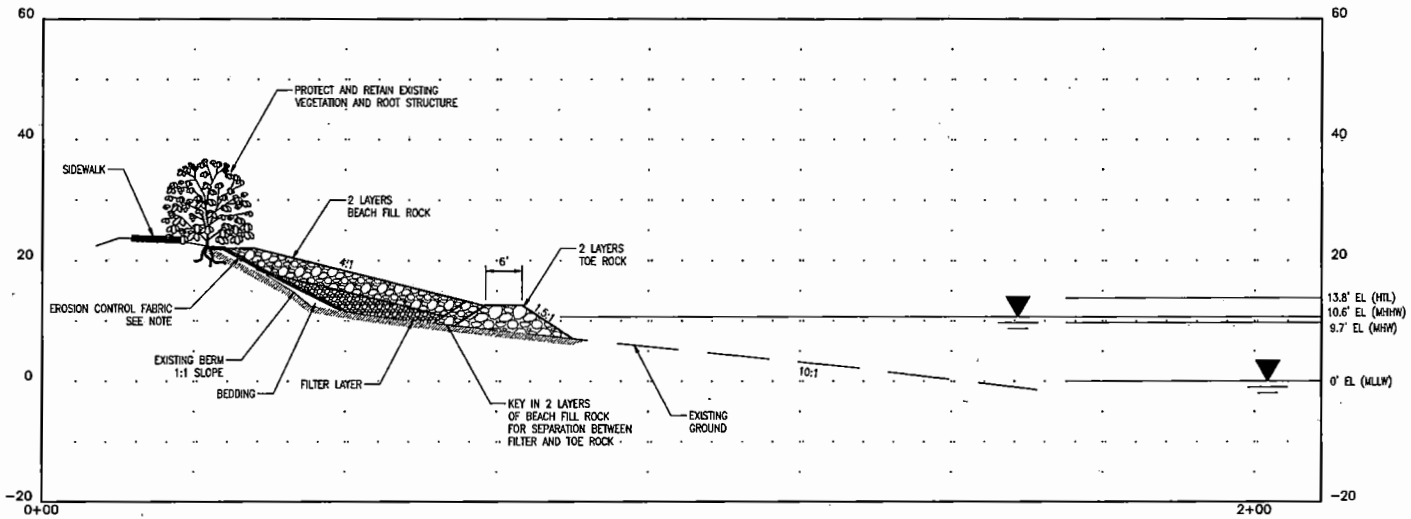 60
60
PROTECT AND RETAIN EXISTING
VEGETATION AND ROOT STRUCTURE
40
40
SIDEWALK
2 LAYERS
BEACH FILL ROCK
20
20
4:1
6'
2 LAYERS
TOE ROCK
1.5:1
13.8' EL (HTL)
10.6' EL (MHHW)
9.7' EL (MHW)
EROSION CONTROL FABRIC
SEE NOTE
EXISTING BERM
1:1 SLOPE
BEDDING
FILTER LAYER
0
10:1
0' EL (MLLW)
KEY IN 2 LAYERS
OF BEACH FILL ROCK
FOR SEPARATION BETWEEN
FILTER AND TOE ROCK
EXISTING
GROUND
-20
-20
0+00
2+00